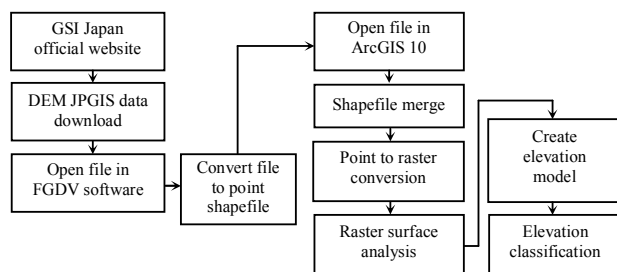 GSI Japan
official website
DEM JPGIS data
download
Open file in
FGDV software
Convert file
to point
shapefile
Open file in
ArcGIS 10
Shapefile merge
Point to raster
conversion
Raster surface
analysis
Create
elevation
model
Elevation
classification